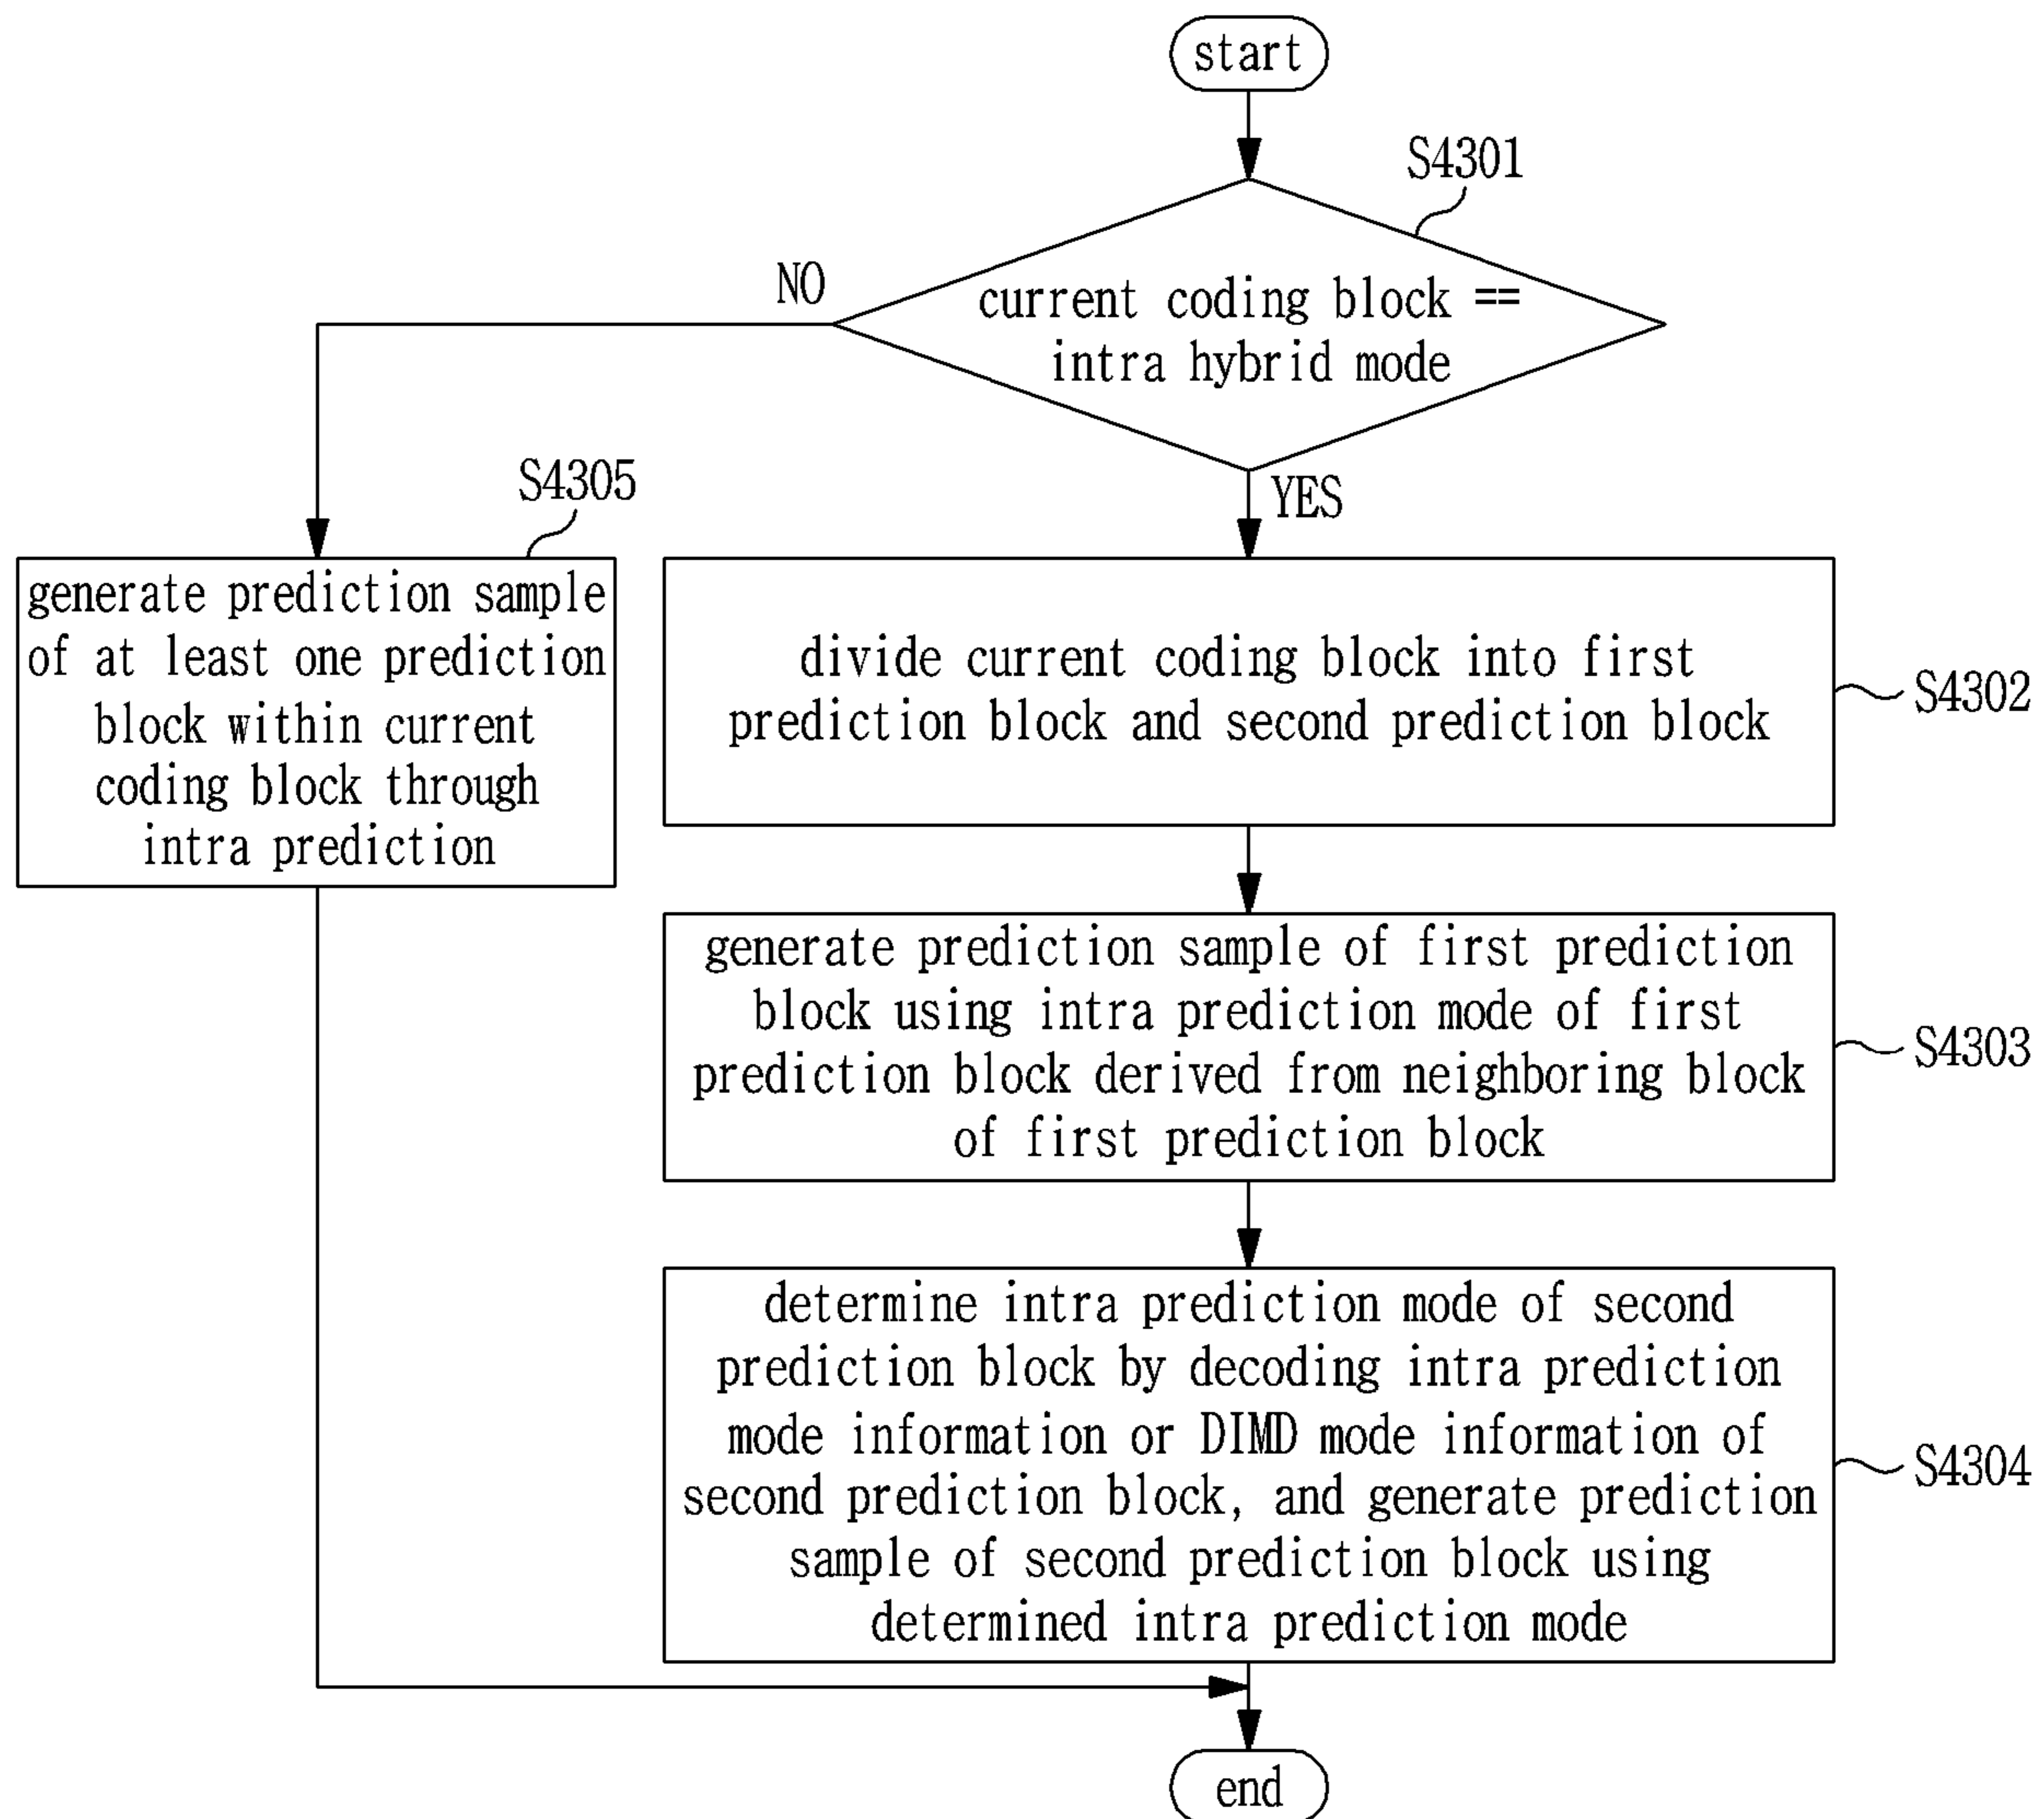 start
S4301
NO
current coding block ==
intra hybrid mode
YES
S4305
generate prediction sample
of at least one prediction
block within current
coding block through
intra prediction
divide current coding block into first
prediction block and second prediction block
S4302
generate prediction sample of first prediction
block using intra prediction mode of first
prediction block derived from neighboring block
of first prediction block
S4303
determine intra prediction mode of second
prediction block by decoding intra prediction
mode information or DIMD mode information of
second prediction block, and generate prediction
sample of second prediction block using
determined intra prediction mode
S4304
end